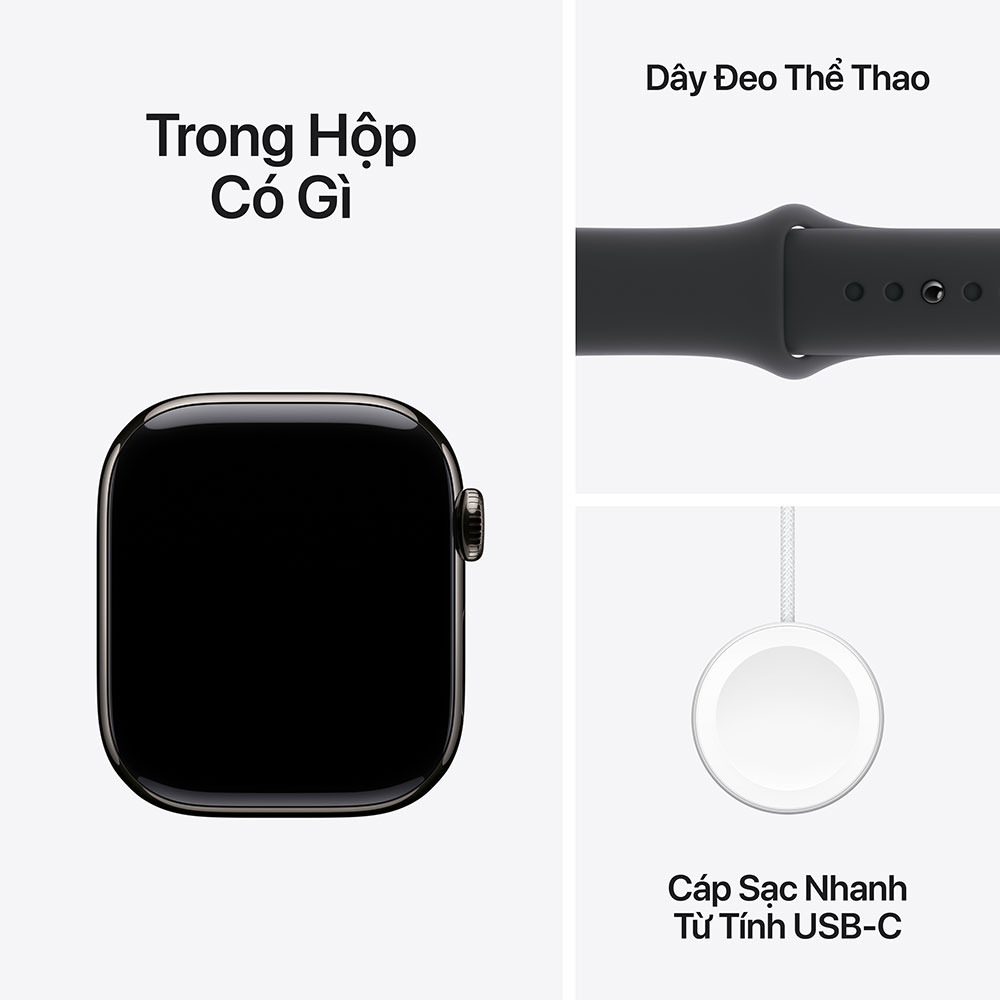 Trong Hộp
Có Gì
Dây Đeo Thể Thao
Cáp Sạc Nhanh
Từ Tính USB-C